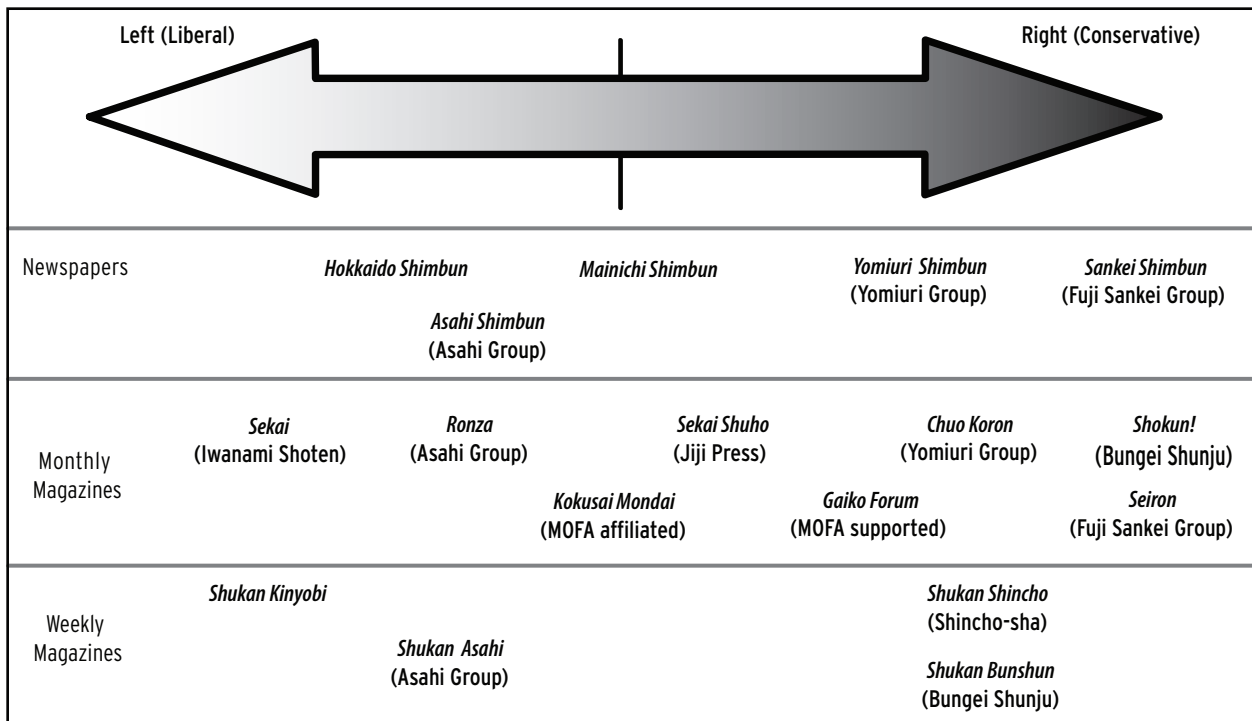 Left (Liberal)
Right (Conservative)
Newspapers
Hokkaido Shimbun
Mainichi Shimbun
Yomiuri Shimbun
(Yomiuri Group)
Sankei Shimbun
(Fuji Sankei Group)
Asahi Shimbun
(Asahi Group)
Monthly
Magazines
Sekai
(Iwanami Shoten)
Ronza
(Asahi Group)
Sekai Shuho
(Jiji Press)
Chuo Koron
(Yomiuri Group)
Shokun!
(Bungei Shunju)
Kokusai Mondai
(MOFA affiliated)
Gaiko Forum
(MOFA supported)
Seiron
(Fuji Sankei Group)
Weekly
Magazines
Shukan Kinyobi
Shukan Asahi
(Asahi Group)
Shukan Shincho
(Shincho-sha)
Shukan Bunshun
(Bungei Shunju)